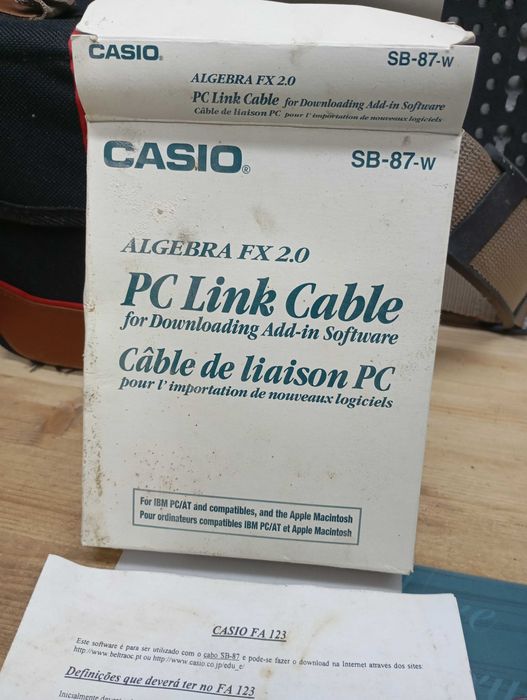 CASIO® SB-87-W
ALGEBRA FX 2.0
PC Link Cable for Downloading Add-in Software
Câble de liaison PC pour l'importation de nouveaux logiciels
CASIO® SB-87-W
ALGEBRA FX 2.0
PC Link Cable
for Downloading Add-in Software
Câble de liaison PC
pour l'importation de nouveaux logiciels
For IBM PC/AT and compatibles, and the Apple Macintosh
Pour ordinateurs compatibles IBM PC/AT et Apple Macintosh
CASIO FA 123
Este software é para ser utilizado com o cabo SB-87 e pode-se fazer o download na Internet através dos sites
http://www.beltraoc.pt ou http://www.casio.co.jp/edu_e/
Definições que deverá ter no FA 123
Inicialmente